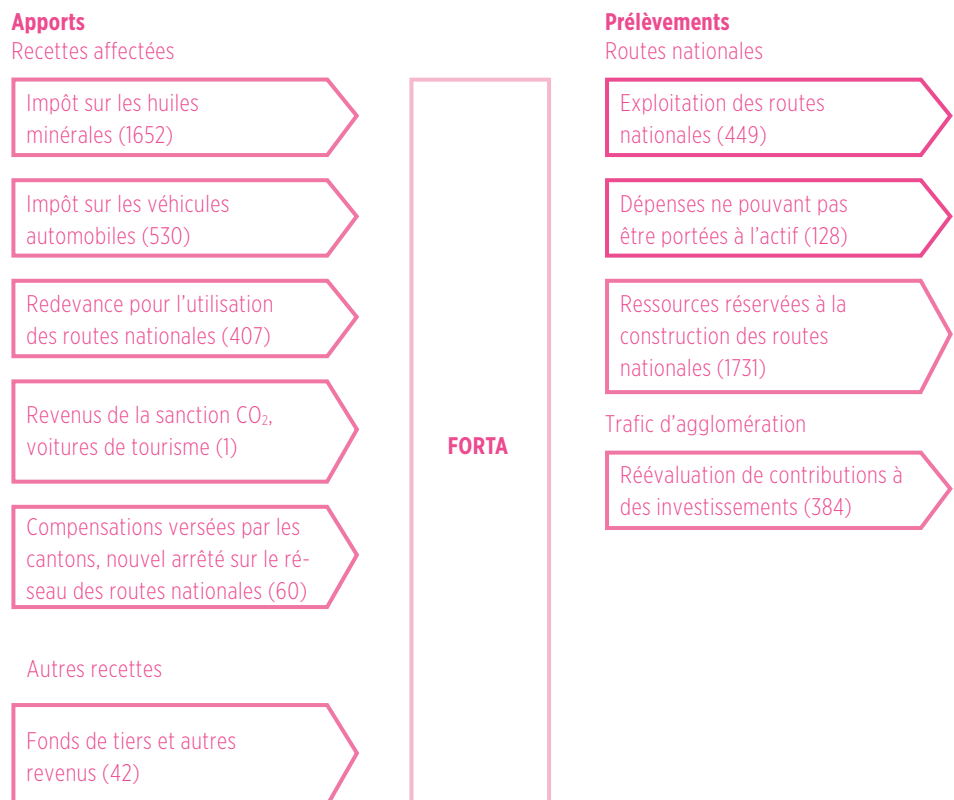 Apports
Recettes affectées
Impôt sur les huiles
minérales (1652)
Impôt sur les véhicules
automobiles (530)
Redevance pour l'utilisation
des routes nationales (407)
Revenus de la sanction CO₂,
voitures de tourisme (1)
Compensations versées par les
cantons, nouvel arrêté sur le ré-
seau des routes nationales (60)
Autres recettes
Fonds de tiers et autres
revenus (42)
FORTA
Prélèvements
Routes nationales
Exploitation des routes
nationales (449)
Dépenses ne pouvant pas
être portées à l'actif (128)
Ressources réservées à la
construction des routes
nationales (1731)
Trafic d'agglomération
Réévaluation de contributions à
des investissements (384)